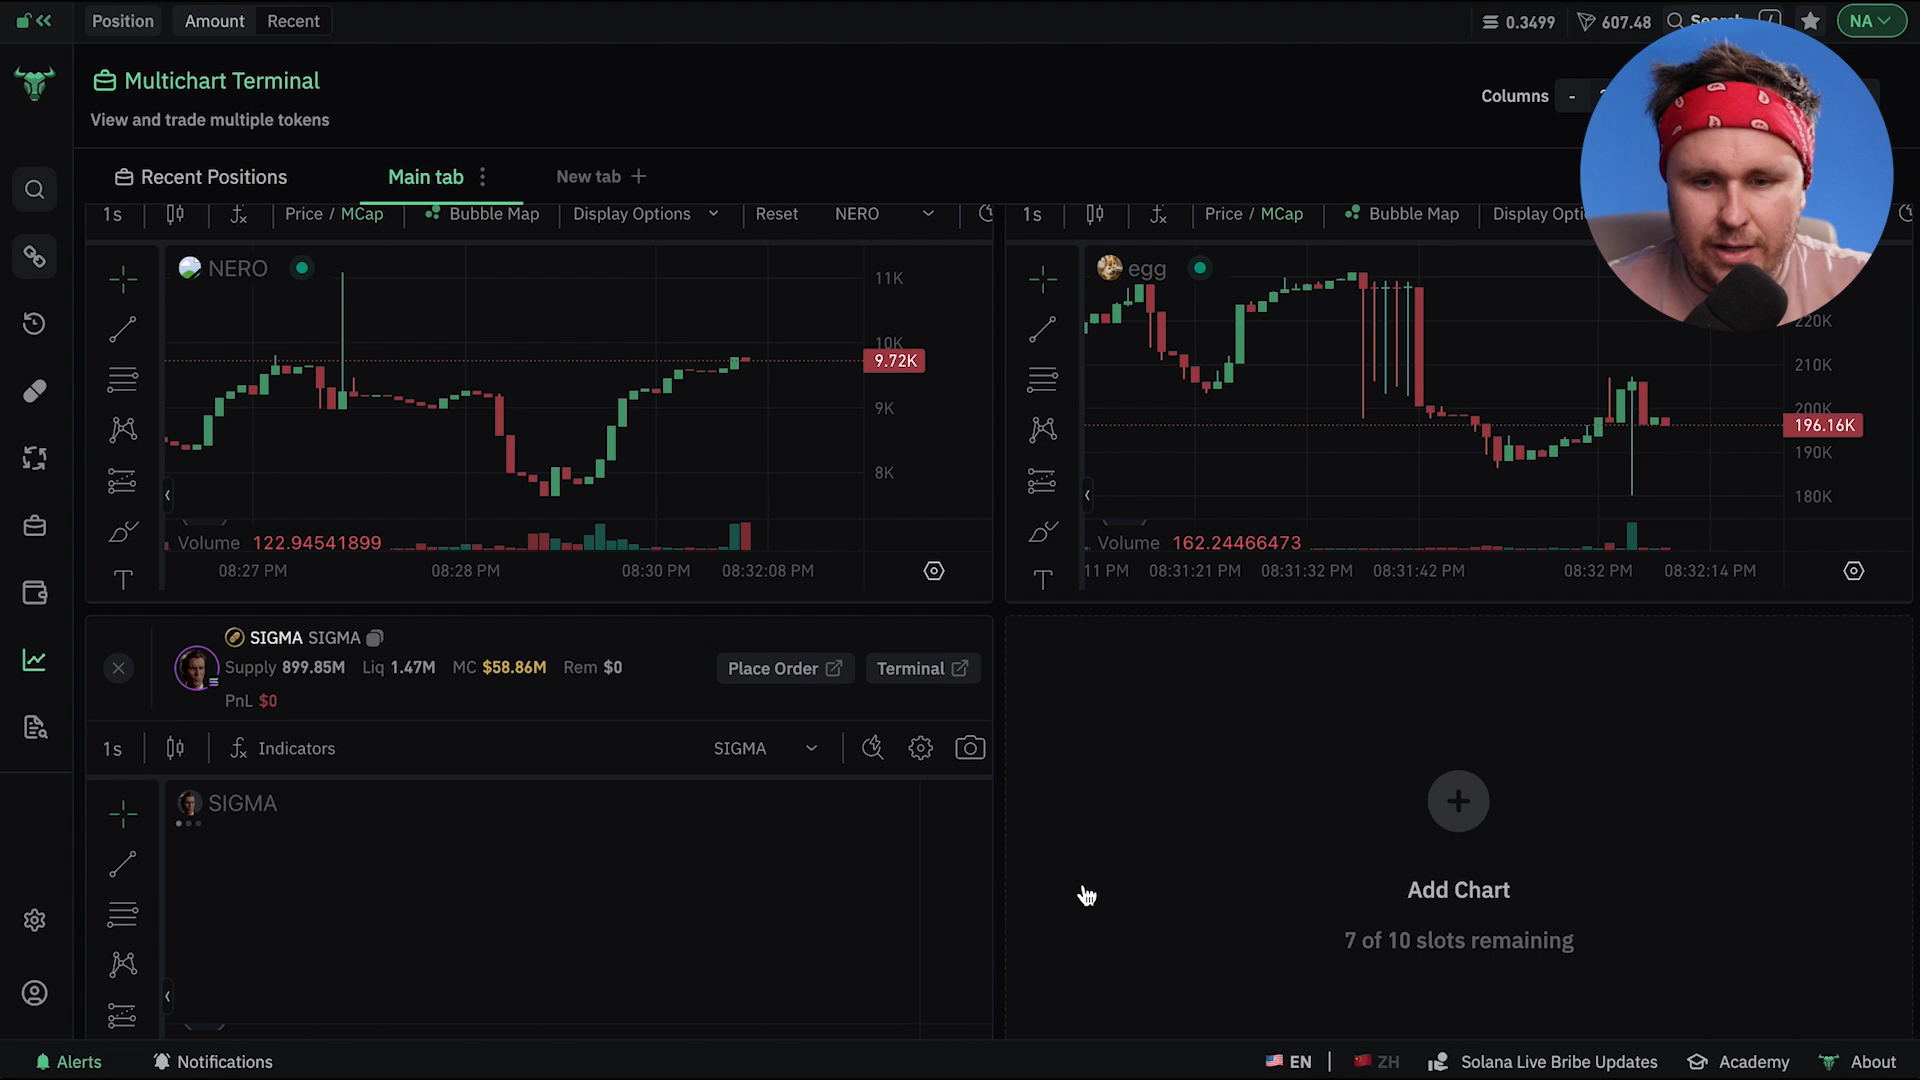 Position Amount Recent 0.3499 607.48 NA
Multichart Terminal
Columns -
View and trade multiple tokens
Recent Positions Main tab New tab +
1s Price / MCap Bubble Map Display Options Reset NERO
1s Price / MCap Bubble Map Display Opti
NERO
11K
10K
9.72K
9K
8K
Volume 122.94541899
08:27 PM 08:28 PM 08:30 PM 08:32:08 PM
egg
220K
210K
200K
196.16K
190K
180K
Volume 162.24466473
11 PM 08:31:21 PM 08:31:32 PM 08:31:42 PM 08:32 PM 08:32:14 PM
SIGMA SIGMA
Supply 899.85M Liq 1.47M MC $58.86M Rem $0
PnL $0
Place Order Terminal
1s Indicators SIGMA
SIGMA
Add Chart
7 of 10 slots remaining
Alerts Notifications EN ZH Solana Live Bribe Updates Academy About